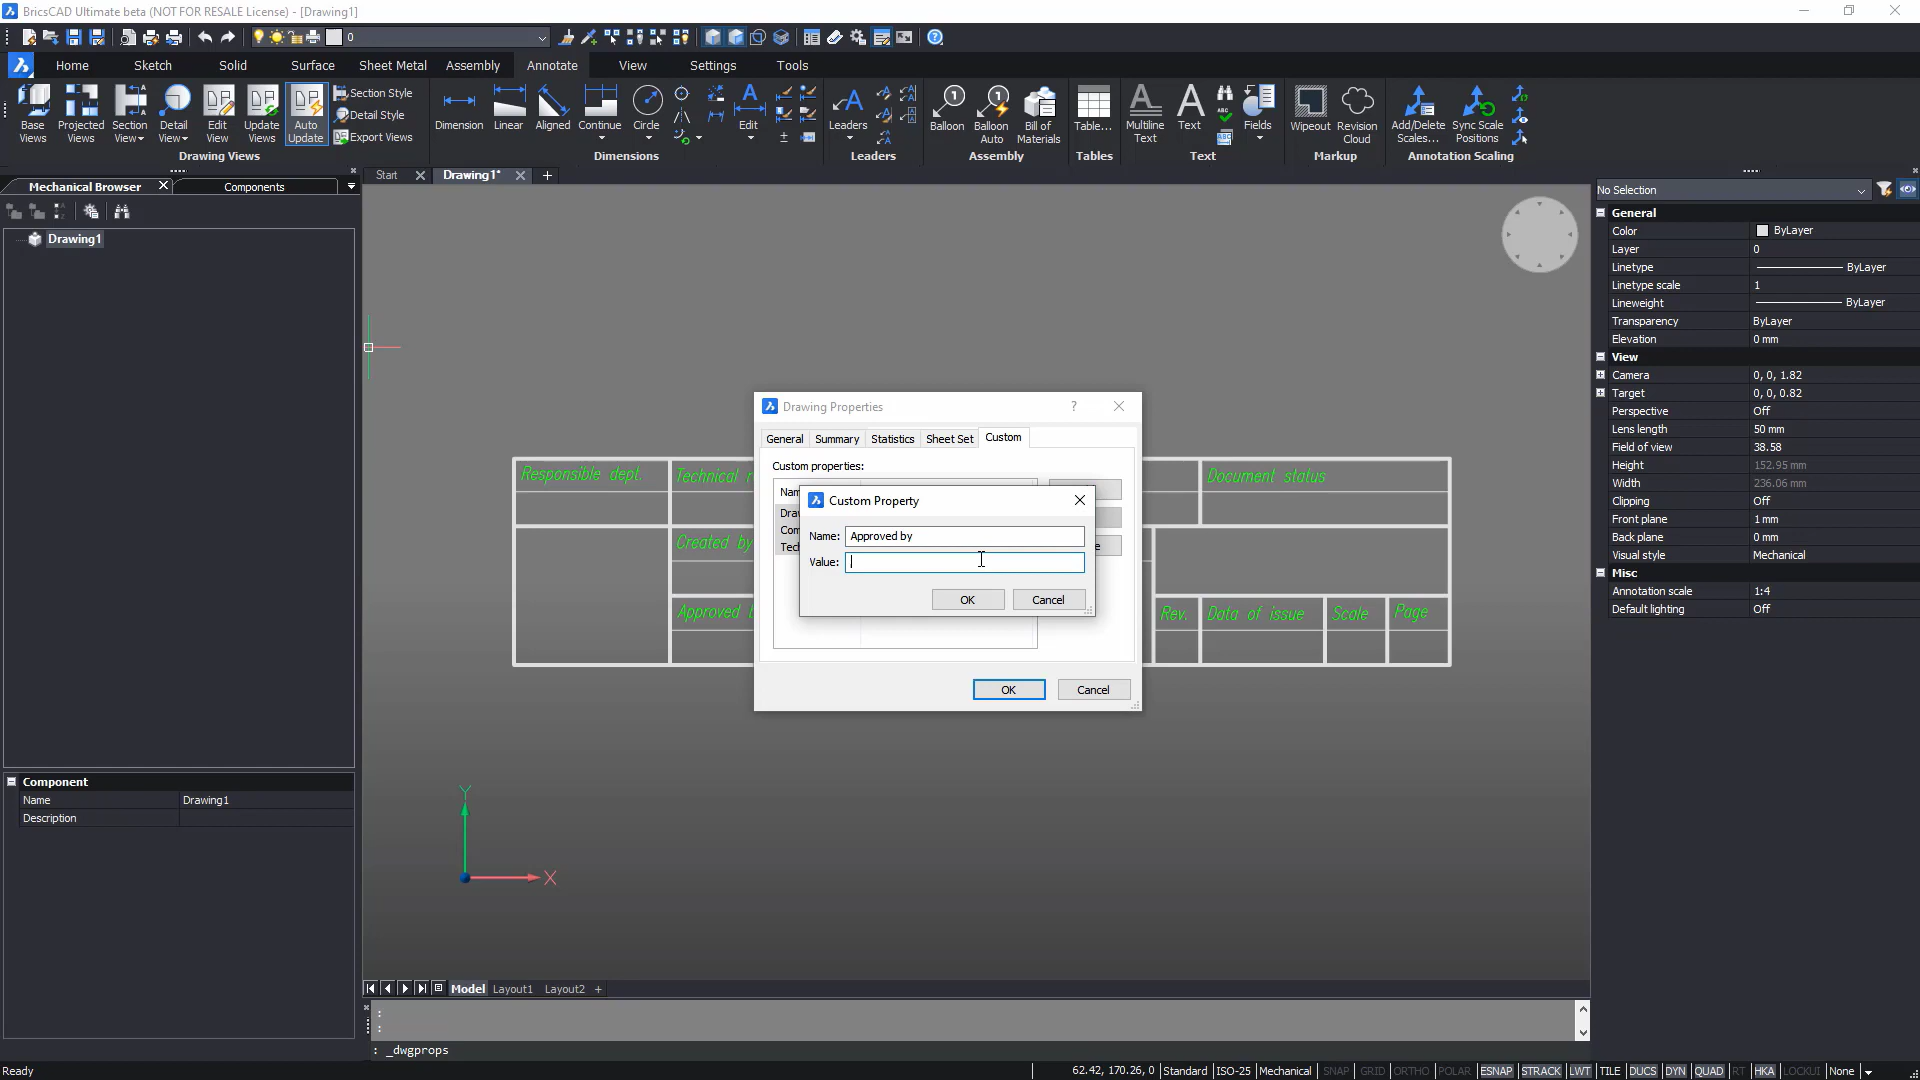 BricsCAD Ultimate beta (NOT FOR RESALE License) - [Drawing1]
0
Home Sketch Solid Surface Sheet Metal Assembly Annotate View Settings Tools
Base Views
Projected Views
Section View
Detail View
Edit View
Update Views
Auto Update
Section Style
Detail Style
Export Views
Drawing Views
Dimension Linear Aligned Continue Circle Edit
Dimensions
Leaders
Leaders
Balloon
Balloon Auto
Bill of Materials
Assembly
Table...
Tables
Multiline Text
Text
Fields
Text
Wipeout
Revision Cloud
Markup
Add/Delete Scales...
Sync Scale Positions
Annotation Scaling
Mechanical Browser Components
Start Drawing1*
Drawing1
Component
Name Drawing1
Description
Responsible dept.
Technical r
Document status
Created by
Approved b
Rev. Data of issue Scale Page
Drawing Properties
General Summary Statistics Sheet Set Custom
Custom properties:
Nam
Draw
Com
Tech
Custom Property
Name: Approved by
Value:
OK Cancel
OK Cancel
Y
X
No Selection
General
Color ByLayer
Layer 0
Linetype ByLayer
Linetype scale 1
Lineweight ByLayer
Transparency ByLayer
Elevation 0 mm
View
Camera 0, 0, 1.82
Target 0, 0, 0.82
Perspective Off
Lens length 50 mm
Field of view 38.58
Height 152.95 mm
Width 236.06 mm
Clipping Off
Front plane 1 mm
Back plane 0 mm
Visual style Mechanical
Misc
Annotation scale 1:4
Default lighting Off
Model Layout1 Layout2 +
:
:
: _dwgprops
Ready
62.42, 170.26, 0 Standard ISO-25 Mechanical SNAP GRID ORTHO POLAR ESNAP STRACK LWT TILE DUCS DYN QUAD RT HKA LOCKUI None